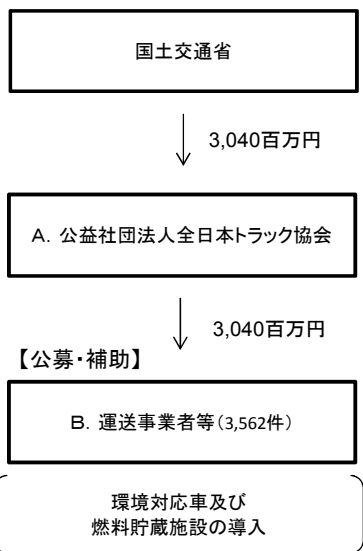 国土交通省
3,040百万円
A. 公益社団法人全日本トラック協会
3,040百万円
【公募・補助】
B. 運送事業者等(3,562件)
環境対応車及び
燃料貯蔵施設の導入